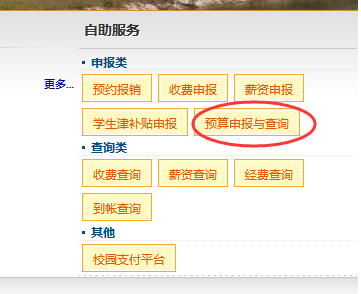 自助服务
申报类
更多...
预约报销 收费申报 薪资申报
学生津补贴申报 预算申报与查询
查询类
收费查询 薪资查询 经费查询
到帐查询
其他
校园支付平台